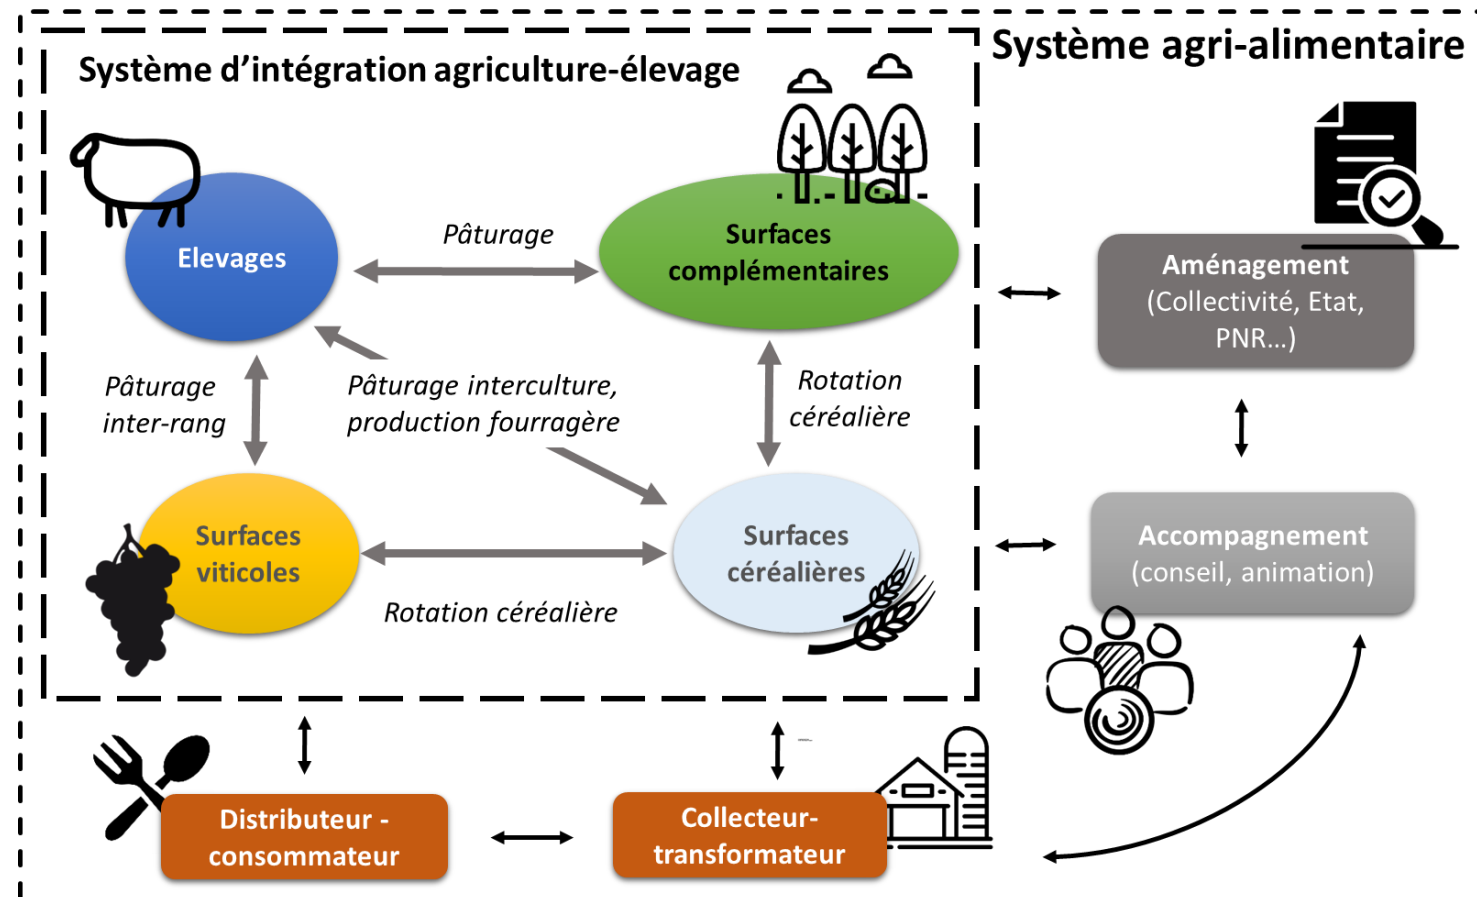 Système agri-alimentaire
Système d’intégration agriculture-élevage
Elevages
Pâturage
Surfaces
complémentaires
Aménagement
(Collectivité, Etat,
PNR…)
Pâturage
inter-rang
Pâturage interculture,
production fourragère
Rotation
céréalière
Surfaces
viticoles
Rotation céréalière
Surfaces
céréalières
Accompagnement
(conseil, animation)
Distributeur -
consommateur
Collecteur-
transformateur